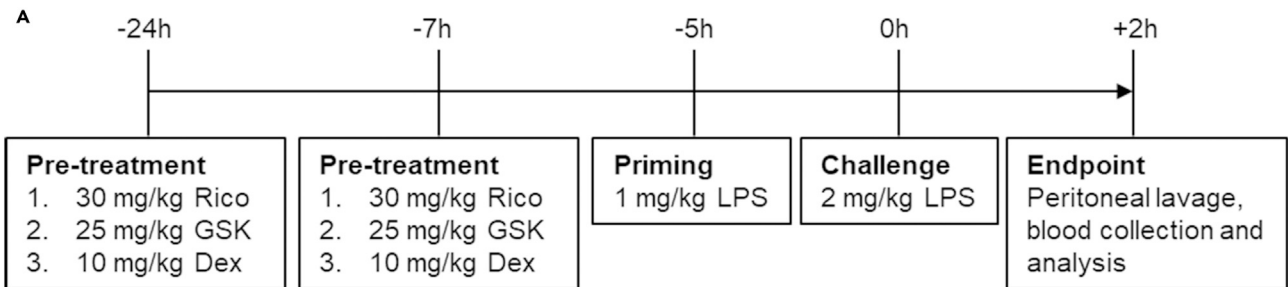 A
-24h
-7h
-5h
0h
+2h
Pre-treatment
1. 30 mg/kg Rico
2. 25 mg/kg GSK
3. 10 mg/kg Dex
Pre-treatment
1. 30 mg/kg Rico
2. 25 mg/kg GSK
3. 10 mg/kg Dex
Priming
1 mg/kg LPS
Challenge
2 mg/kg LPS
Endpoint
Peritoneal lavage,
blood collection and
analysis